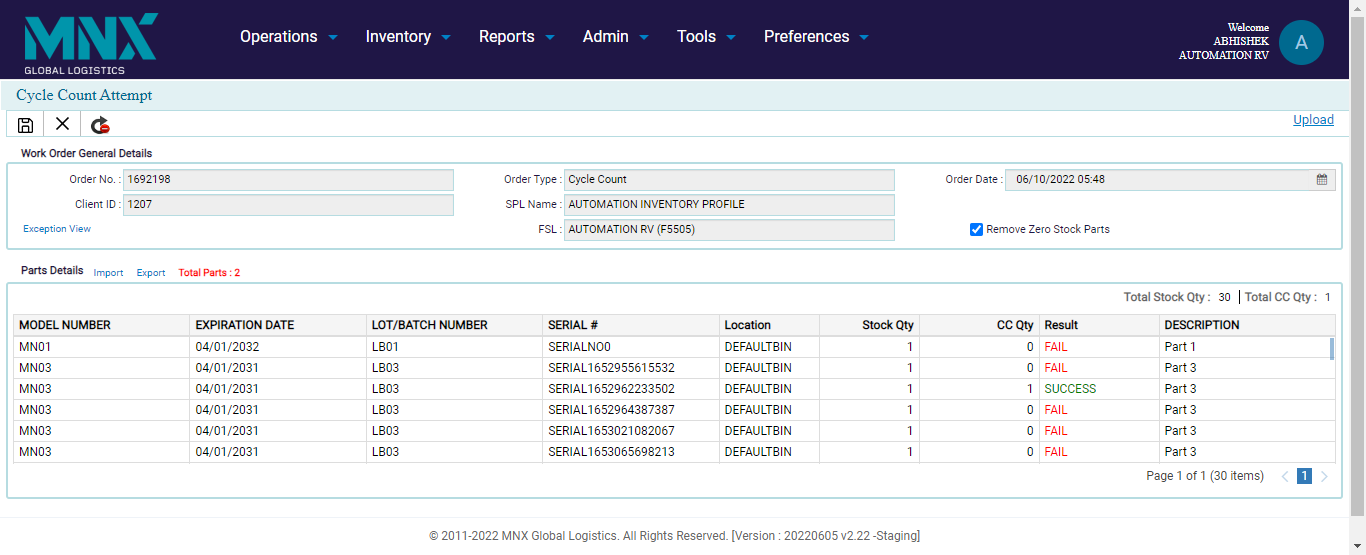 MNX
GLOBAL LOGISTICS
Operations Inventory Reports Admin Tools Preferences
Welcome
ABHISHEK
AUTOMATION RV
A
Cycle Count Attempt
Upload
Work Order General Details
Order No. : 1692198 Order Type : Cycle Count Order Date : 06/10/2022 05:48
Client ID : 1207 SPL Name : AUTOMATION INVENTORY PROFILE
Exception View FSL : AUTOMATION RV (F5505) Remove Zero Stock Parts
Parts Details Import Export Total Parts : 2
Total Stock Qty : 30 Total CC Qty : 1
MODEL NUMBER EXPIRATION DATE LOT/BATCH NUMBER SERIAL # Location Stock Qty CC Qty Result DESCRIPTION
MN01 04/01/2032 LB01 SERIALNO0 DEFAULTBIN 1 0 FAIL Part 1
MN03 04/01/2031 LB03 SERIAL1652955615532 DEFAULTBIN 1 0 FAIL Part 3
MN03 04/01/2031 LB03 SERIAL1652962233502 DEFAULTBIN 1 1 SUCCESS Part 3
MN03 04/01/2031 LB03 SERIAL1652964387387 DEFAULTBIN 1 0 FAIL Part 3
MN03 04/01/2031 LB03 SERIAL1653021082067 DEFAULTBIN 1 0 FAIL Part 3
MN03 04/01/2031 LB03 SERIAL1653065698213 DEFAULTBIN 1 0 FAIL Part 3
Page 1 of 1 (30 items) 1
© 2011-2022 MNX Global Logistics. All Rights Reserved. [Version : 20220605 v2.22 -Staging]